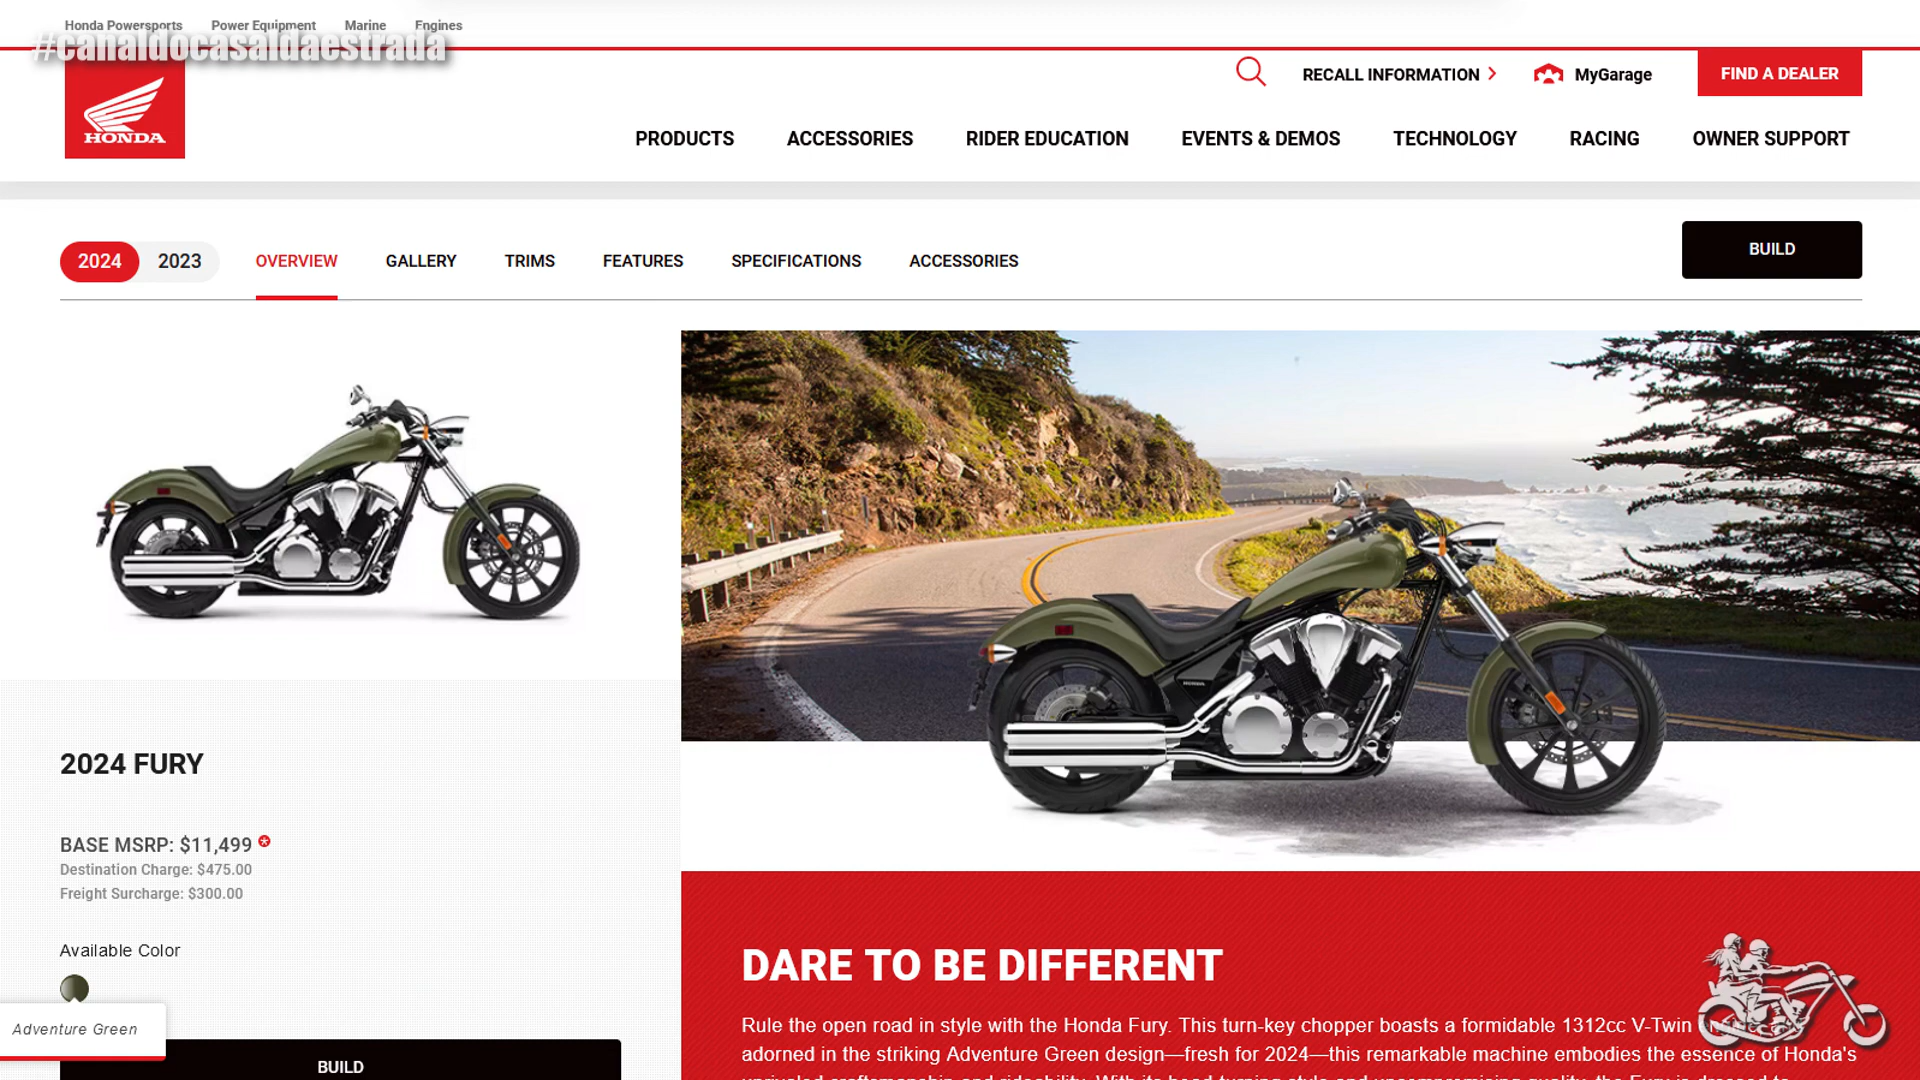 Honda Powersports Power Equipment Marine Engines
#canaldocasaldaestrada
HONDA
RECALL INFORMATION
MyGarage
FIND A DEALER
PRODUCTS ACCESSORIES RIDER EDUCATION EVENTS & DEMOS TECHNOLOGY RACING OWNER SUPPORT
2024 2023 OVERVIEW GALLERY TRIMS FEATURES SPECIFICATIONS ACCESSORIES
BUILD
HONDA
2024 FURY
BASE MSRP: $11,499 *
Destination Charge: $475.00
Freight Surcharge: $300.00
Available Color
Adventure Green
BUILD
DARE TO BE DIFFERENT
Rule the open road in style with the Honda Fury. This turn-key chopper boasts a formidable 1312cc V-Twin
adorned in the striking Adventure Green design—fresh for 2024—this remarkable machine embodies the essence of Honda's